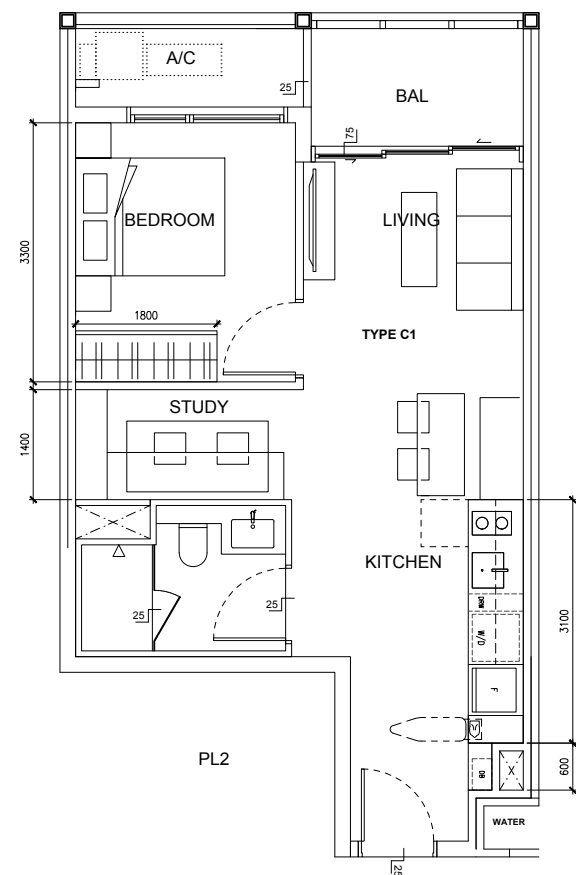 A/C
25
BAL
75
BEDROOM
LIVING
3300
1800
TYPE C1
STUDY
1400
KITCHEN
3100
25
25
DRW
W/D
F
PL2
DB
X
600
WATER
25